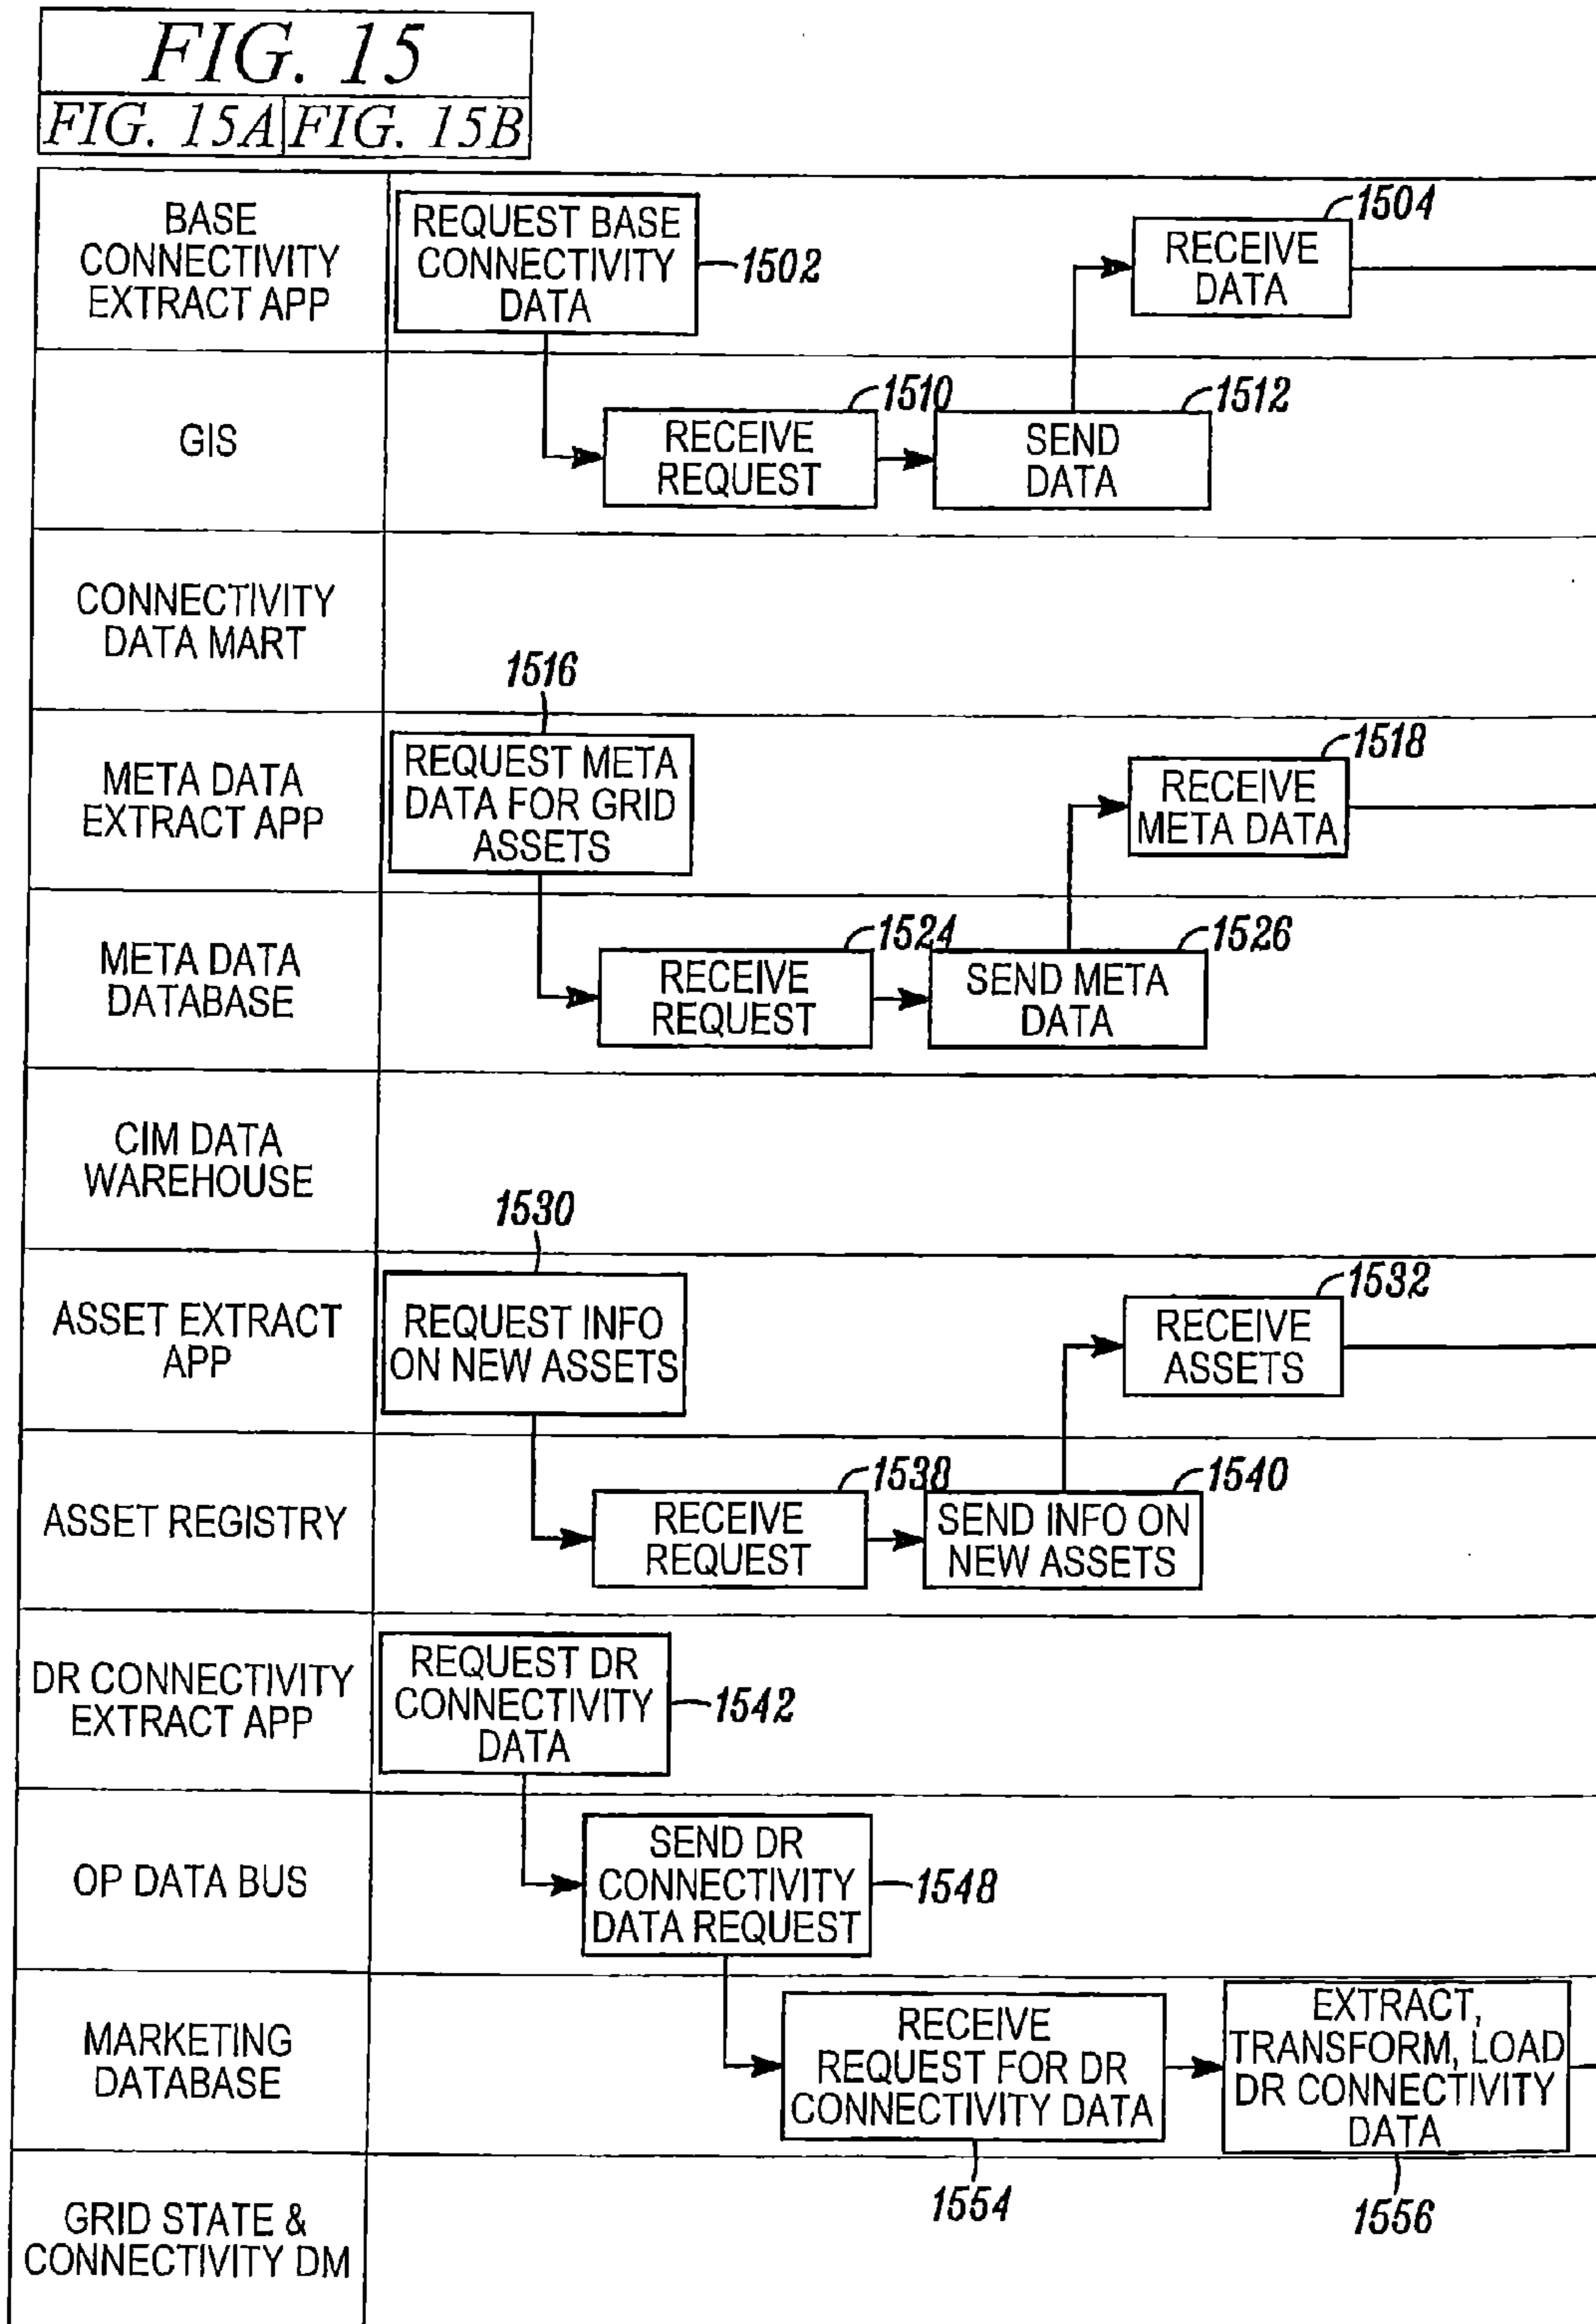 FIG. 15
FIG. 15A FIG. 15B
BASE
CONNECTIVITY
EXTRACT APP
REQUEST BASE
CONNECTIVITY
DATA
1502
1504
RECEIVE
DATA
GIS
1510
RECEIVE
REQUEST
1512
SEND
DATA
CONNECTIVITY
DATA MART
1516
META DATA
EXTRACT APP
REQUEST META
DATA FOR GRID
ASSETS
1518
RECEIVE
META DATA
META DATA
DATABASE
1524
RECEIVE
REQUEST
1526
SEND META
DATA
CIM DATA
WAREHOUSE
1530
ASSET EXTRACT
APP
REQUEST INFO
ON NEW ASSETS
1532
RECEIVE
ASSETS
ASSET REGISTRY
1538
RECEIVE
REQUEST
1540
SEND INFO ON
NEW ASSETS
DR CONNECTIVITY
EXTRACT APP
REQUEST DR
CONNECTIVITY
DATA
1542
OP DATA BUS
SEND DR
CONNECTIVITY
DATA REQUEST
1548
MARKETING
DATABASE
RECEIVE
REQUEST FOR DR
CONNECTIVITY DATA
1554
EXTRACT,
TRANSFORM, LOAD
DR CONNECTIVITY
DATA
1556
GRID STATE &
CONNECTIVITY DM